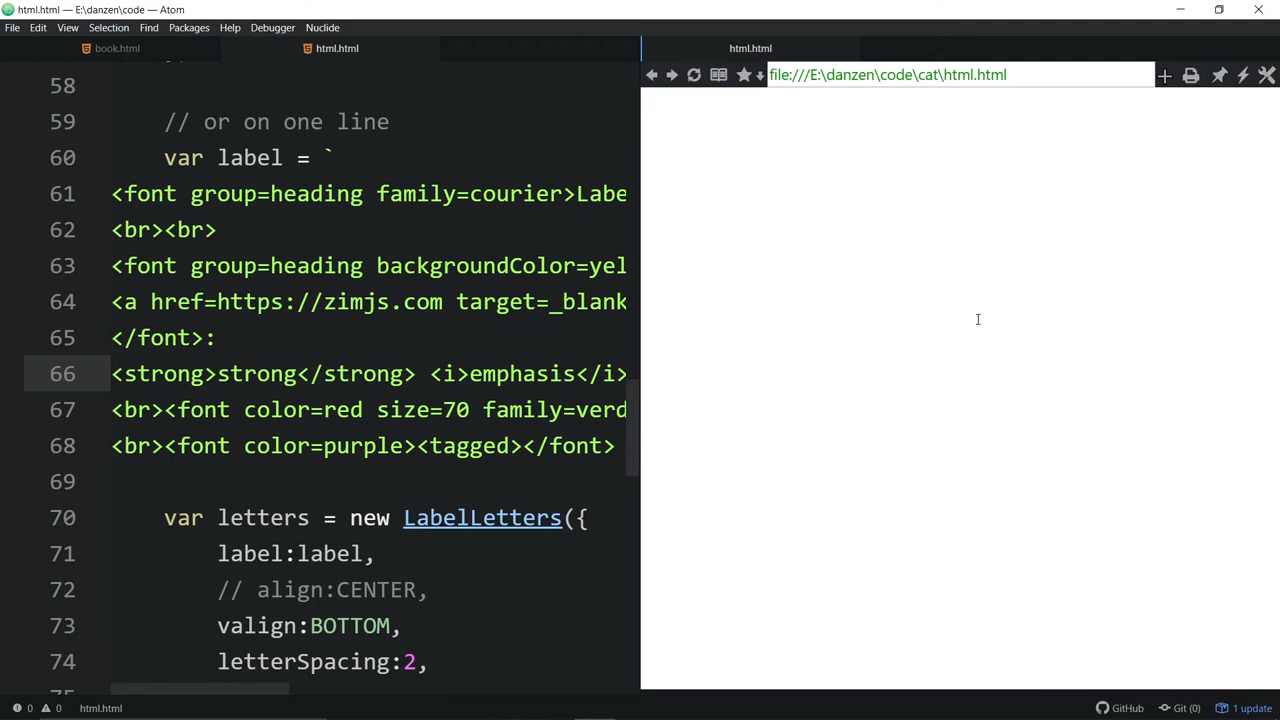 html.html — E:\danzen\code — Atom
File Edit View Selection Find Packages Help Debugger Nuclide
book.html html.html html.html
file:///E:\danzen\code\cat\html.html
58
59 // or on one line
60 var label = `
61 <font group=heading family=courier>Labe
62 <br><br>
63 <font group=heading backgroundColor=yel
64 <a href=https://zimjs.com target=_blank
65 </font>:
66 <strong>strong</strong> <i>emphasis</i>
67 <br><font color=red size=70 family=verd
68 <br><font color=purple><tagged></font>
69
70 var letters = new LabelLetters({
71 label:label,
72 // align:CENTER,
73 valign:BOTTOM,
74 letterSpacing:2,
0 0 html.html GitHub Git (0) 1 update